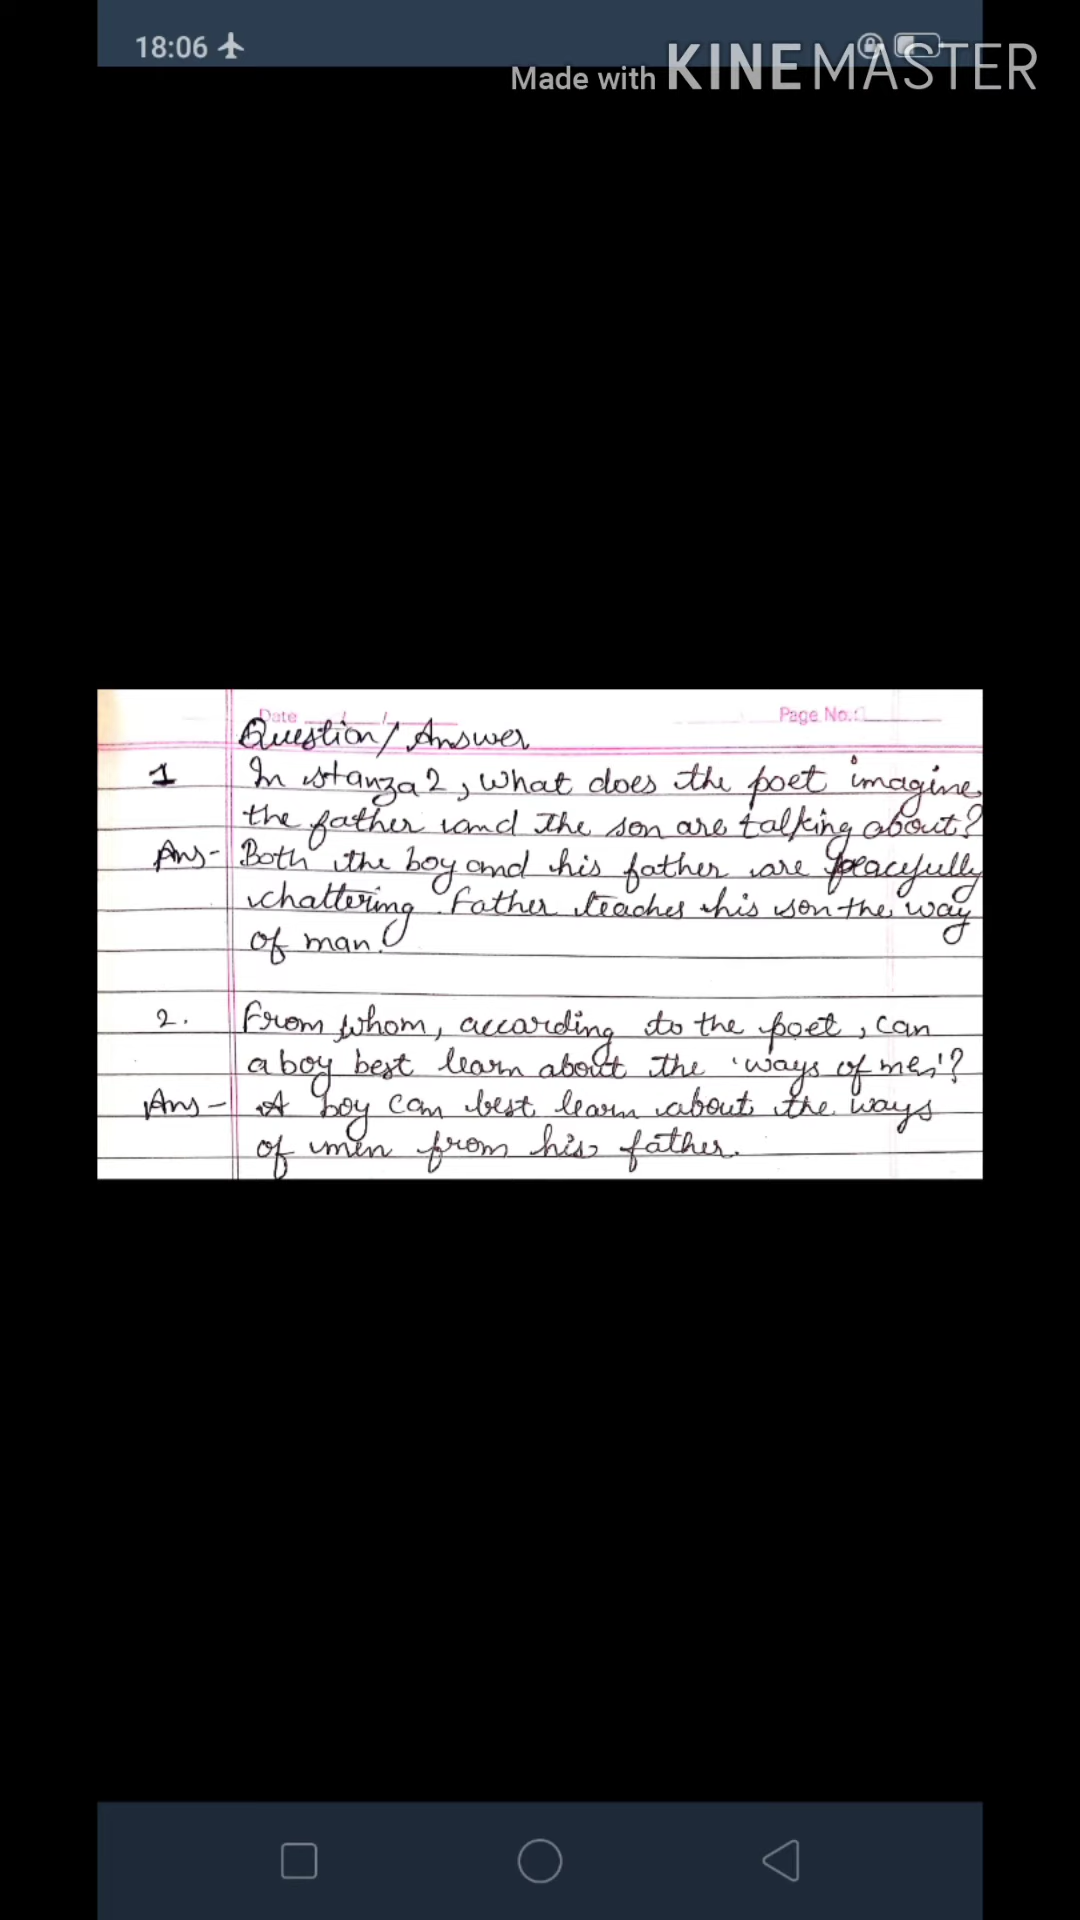 18:06
Made with KINEMASTER
Date / /
Page No.:
Question/Answer
1 In stanza 2, what does the poet imagine
the father and the son are talking about?
Ans- Both the boy and his father are peacefully
chattering. Father teaches his son the way
of man.
2. From whom, according to the poet, can
a boy best learn about the 'ways of men'?
Ans- A boy can best learn about the ways
of men from his father.